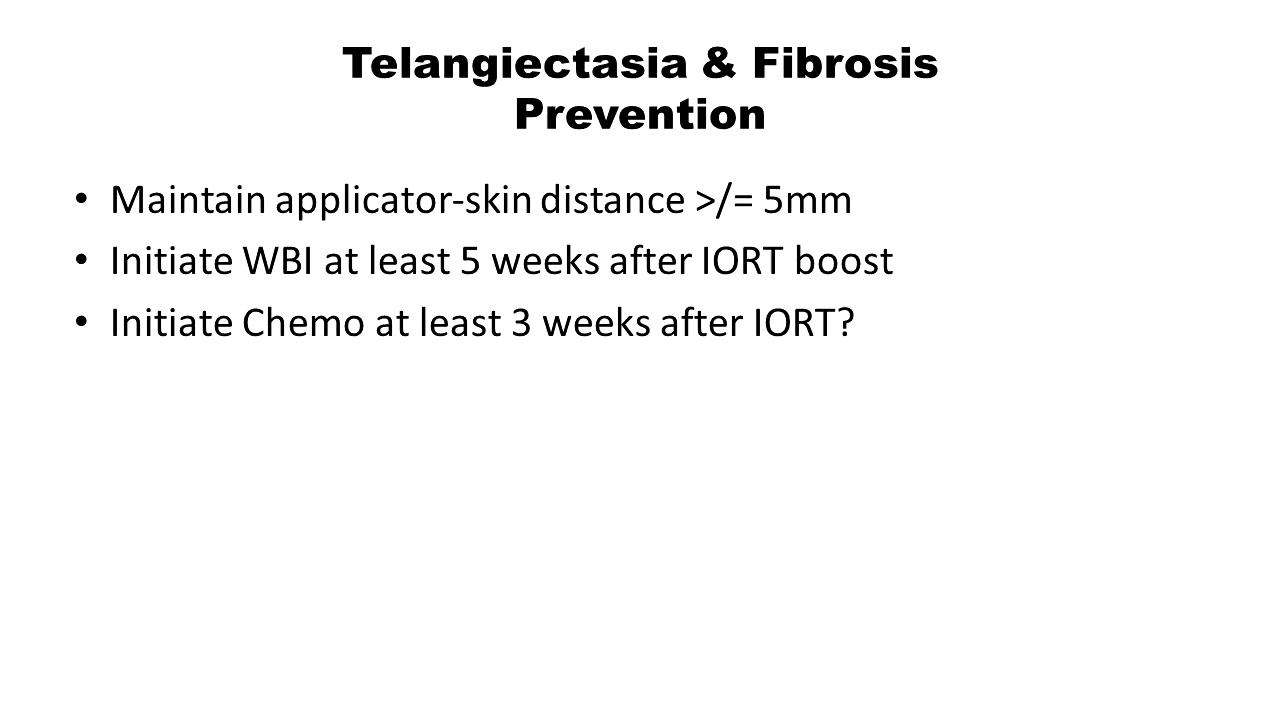 Telangiectasia & Fibrosis
Prevention
• Maintain applicator-skin distance >/= 5mm
• Initiate WBI at least 5 weeks after IORT boost
• Initiate Chemo at least 3 weeks after IORT?